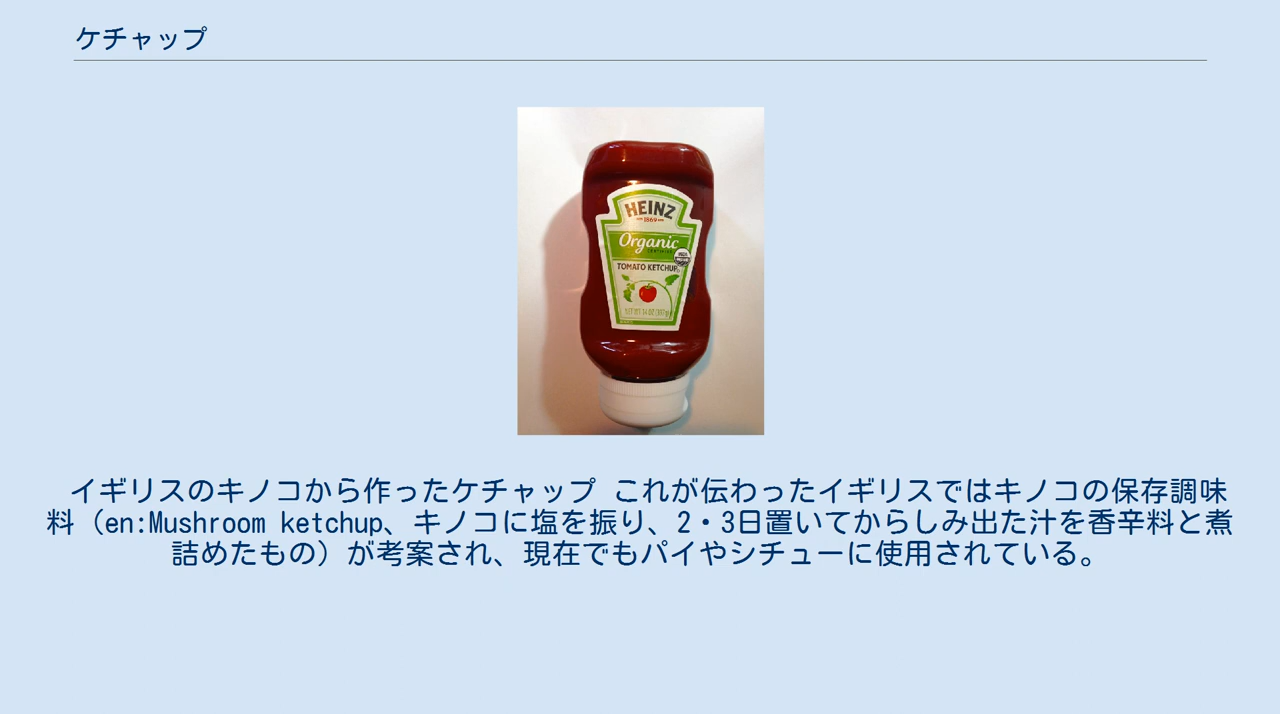 ケチャップ
HEINZ
1869
Organic
TOMATO KETCHUP
イギリスのキノコから作ったケチャップ これが伝わったイギリスではキノコの保存調味
料（en:Mushroom ketchup、キノコに塩を振り、2・3日置いてからしみ出た汁を香辛料と煮
詰めたもの）が考案され、現在でもパイやシチューに使用されている。